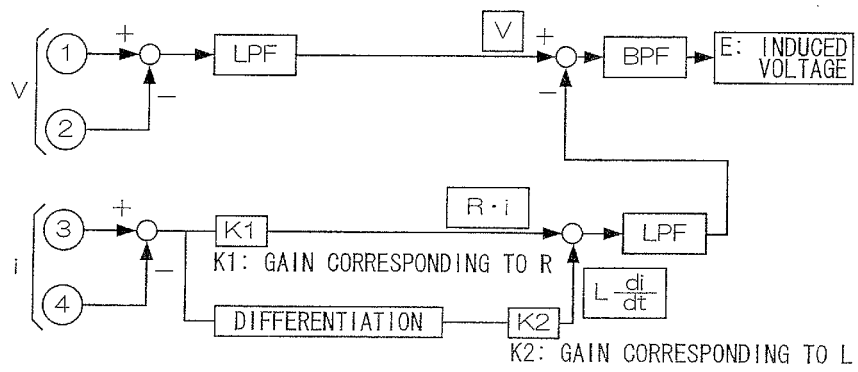 V
1
+
LPF
V
+
BPF
E: INDUCED
VOLTAGE
−
2
−
i
3
+
K1
R·i
LPF
−
K1: GAIN CORRESPONDING TO R
4
L di/dt
DIFFERENTIATION
K2
K2: GAIN CORRESPONDING TO L